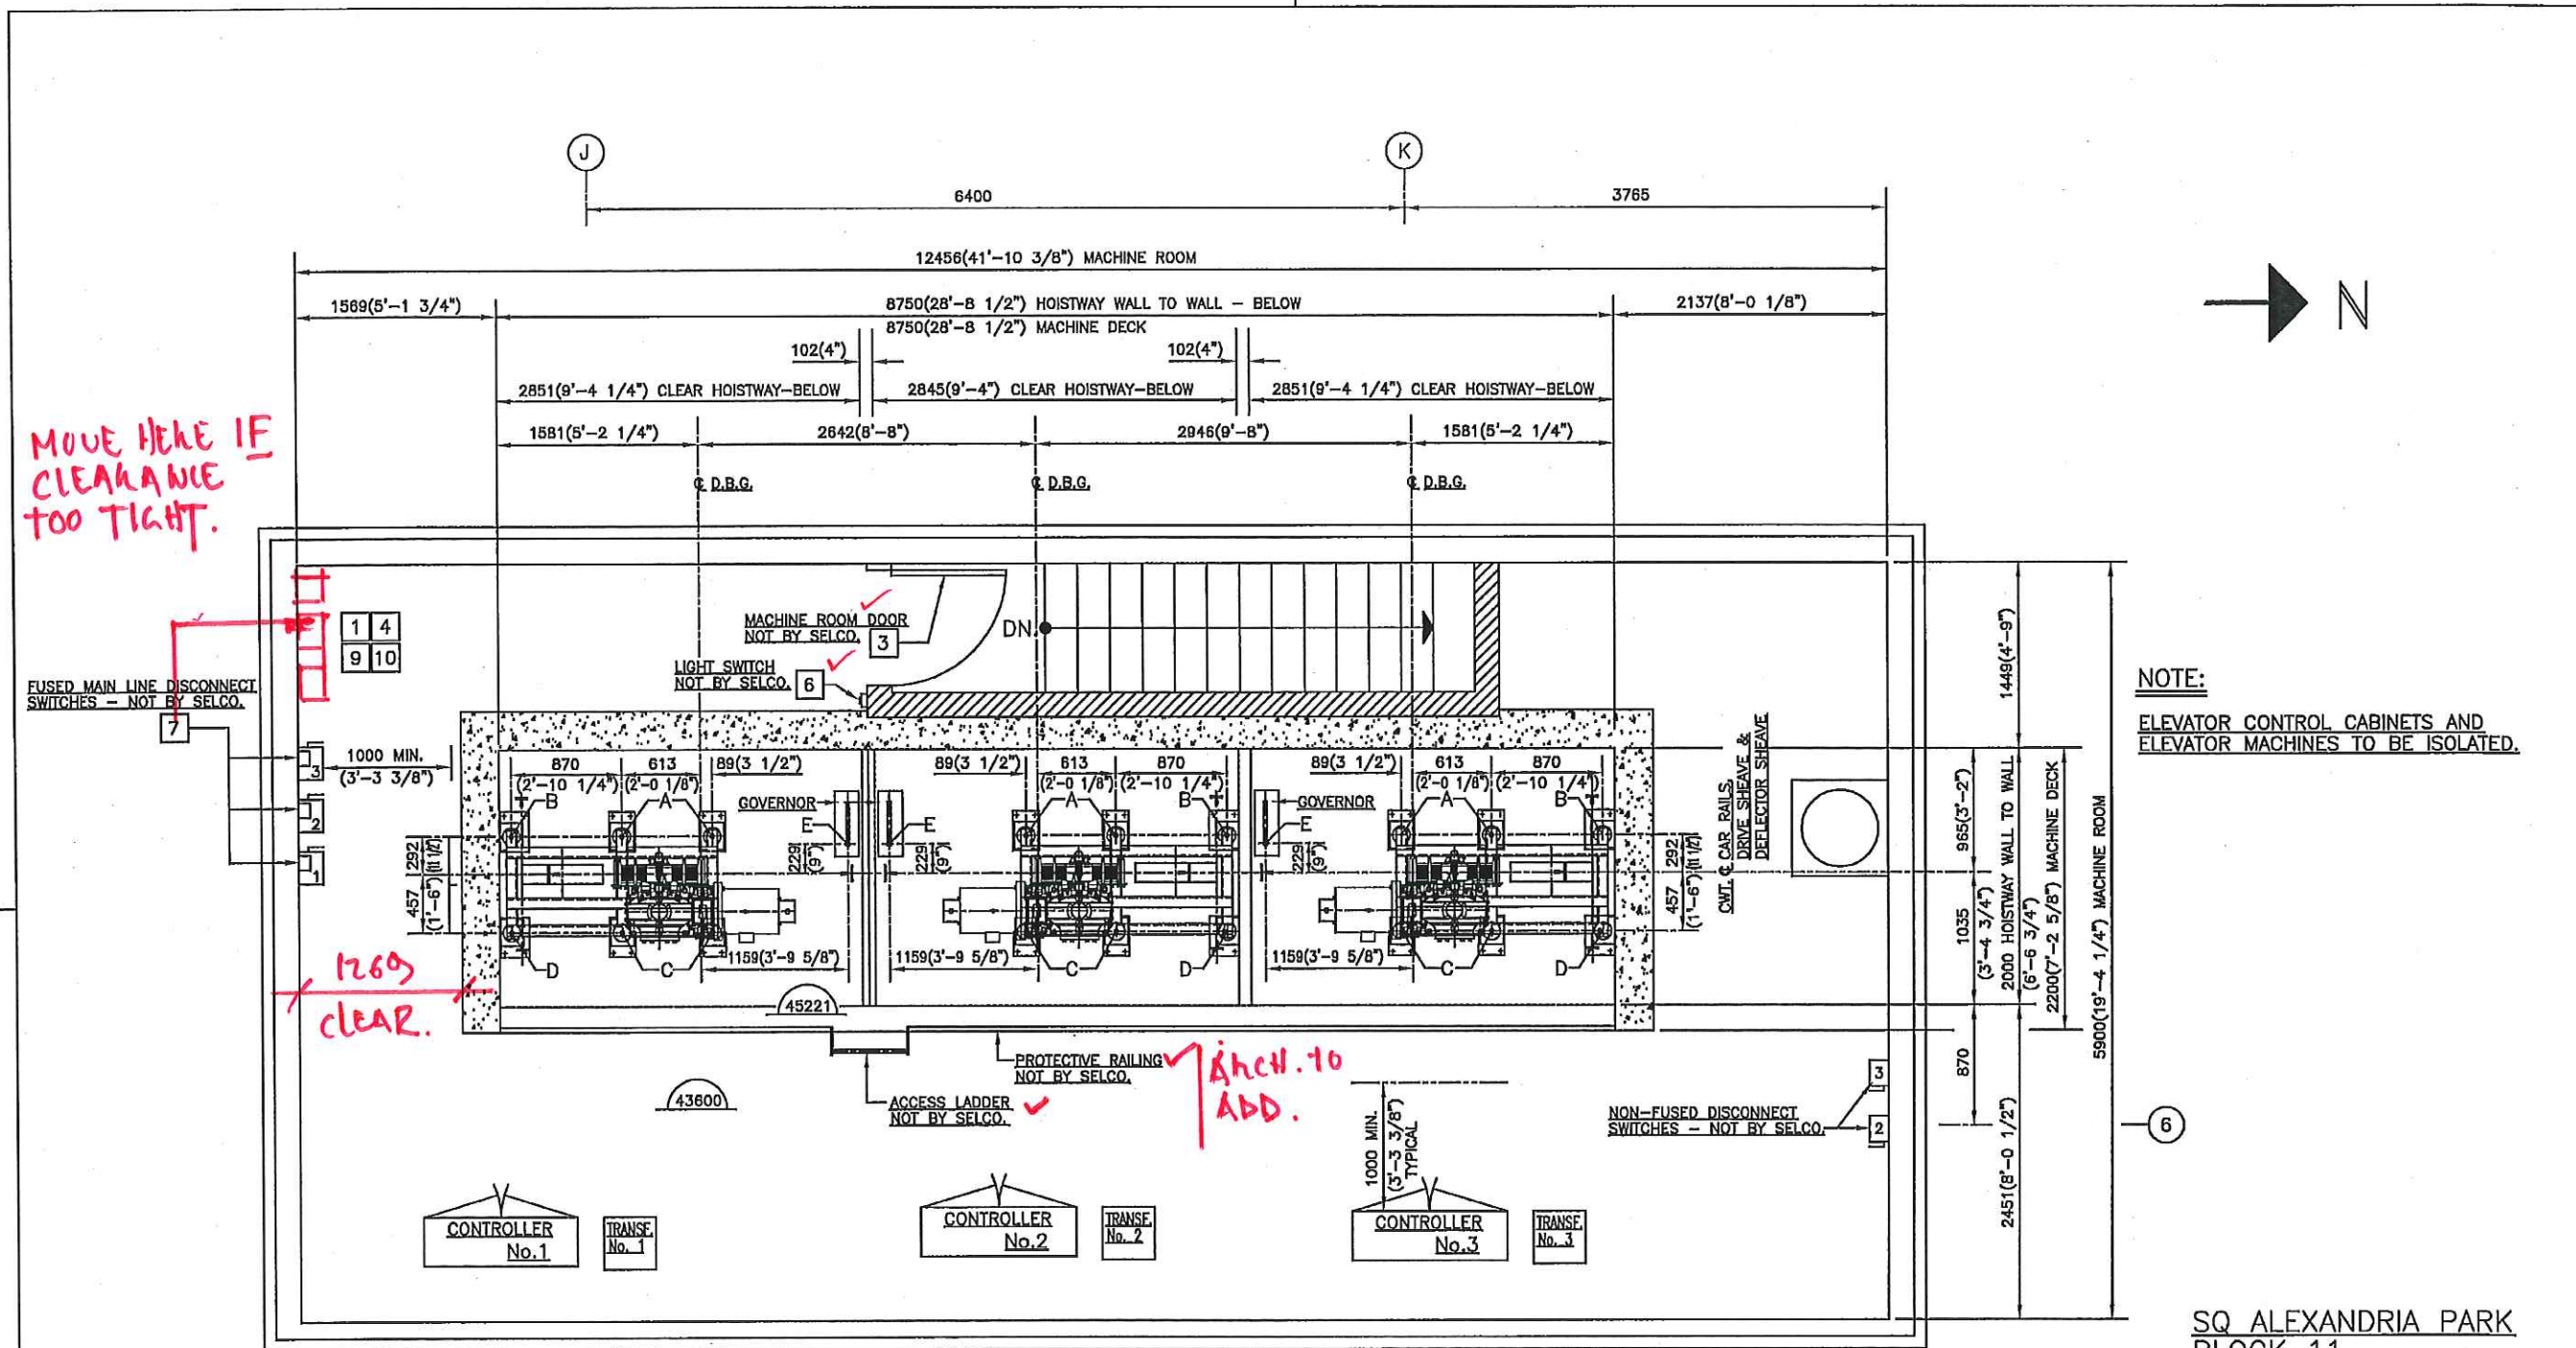 J
K
6400
3765
12456(41'-10 3/8") MACHINE ROOM
1569(5'-1 3/4")
8750(28'-8 1/2") HOISTWAY WALL TO WALL - BELOW
2137(8'-0 1/8")
8750(28'-8 1/2") MACHINE DECK
N
102(4")
102(4")
2851(9'-4 1/4") CLEAR HOISTWAY-BELOW
2845(9'-4") CLEAR HOISTWAY-BELOW
2851(9'-4 1/4") CLEAR HOISTWAY-BELOW
1581(5'-2 1/4")
2642(8'-8")
2946(9'-8")
1581(5'-2 1/4")
MOVE HERE IF
CLEARANCE
TOO TIGHT.
℄ D.B.G.
℄ D.B.G.
℄ D.B.G.
1 4
9 10
MACHINE ROOM DOOR
NOT BY SELCO.
3
DN.
LIGHT SWITCH
NOT BY SELCO.
6
FUSED MAIN LINE DISCONNECT
SWITCHES - NOT BY SELCO.
7
1449(4'-9")
NOTE:
ELEVATOR CONTROL CABINETS AND
ELEVATOR MACHINES TO BE ISOLATED.
3
2
1
1000 MIN.
(3'-3 3/8")
870
(2'-10 1/4")
613
(2'-0 1/8")
89(3 1/2")
89(3 1/2")
613
(2'-0 1/8")
870
(2'-10 1/4")
89(3 1/2")
613
(2'-0 1/8")
870
(2'-10 1/4")
B
A
GOVERNOR
E
E
A
B
GOVERNOR
E
A
B
292
(11 1/2)
457
(1'-6")
229
(9")
229
(9")
229
(9")
292
(11 1/2)
457
(1'-6")
CWT. ℄ CAR RAILS,
DRIVE SHEAVE &
DEFLECTOR SHEAVE
965(3'-2")
1035
(3'-4 3/4")
2000 HOISTWAY WALL TO WALL
(6'-6 3/4")
2200(7'-2 5/8") MACHINE DECK
5900(19'-4 1/4") MACHINE ROOM
1159(3'-9 5/8")
1159(3'-9 5/8")
1159(3'-9 5/8")
D
C
C
D
C
D
1269
CLEAR.
45221
43600
PROTECTIVE RAILING
NOT BY SELCO.
ARCH. TO
ADD.
ACCESS LADDER
NOT BY SELCO.
1000 MIN.
(3'-3 3/8")
TYPICAL
NON-FUSED DISCONNECT
SWITCHES - NOT BY SELCO.
3
2
870
2451(8'-0 1/2")
6
CONTROLLER
No.1
TRANSF.
No. 1
CONTROLLER
No.2
TRANSF.
No. 2
CONTROLLER
No.3
TRANSF.
No. 3
SQ ALEXANDRIA PARK
BLOCK 11